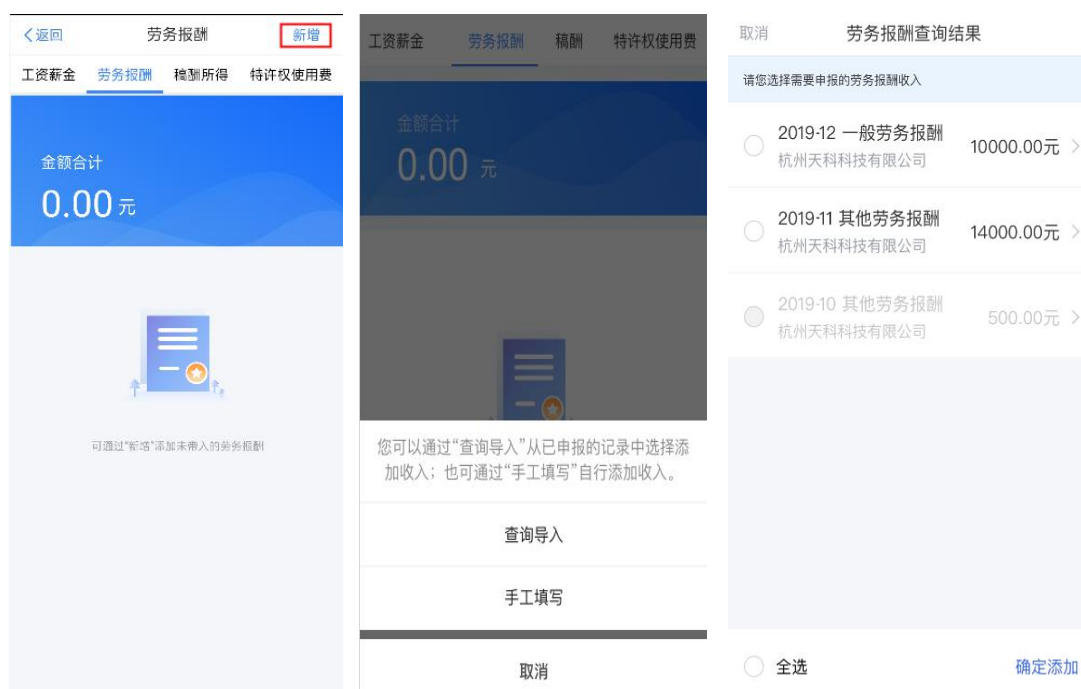 返回 劳务报酬 新增
工资薪金 劳务报酬 稿酬所得 特许权使用费
金额合计
0.00 元
可通过“新增”添加未带入的劳务报酬
工资薪金 劳务报酬 稿酬 特许权使用费
金额合计
0.00 元
您可以通过“查询导入”从已申报的记录中选择添
加收入；也可通过“手工填写”自行添加收入。
查询导入
手工填写
取消
取消 劳务报酬查询结果
请您选择需要申报的劳务报酬收入
2019-12 一般劳务报酬 10000.00元
杭州天科科技有限公司
2019-11 其他劳务报酬 14000.00元
杭州天科科技有限公司
2019-10 其他劳务报酬 500.00元
杭州天科科技有限公司
全选 确定添加